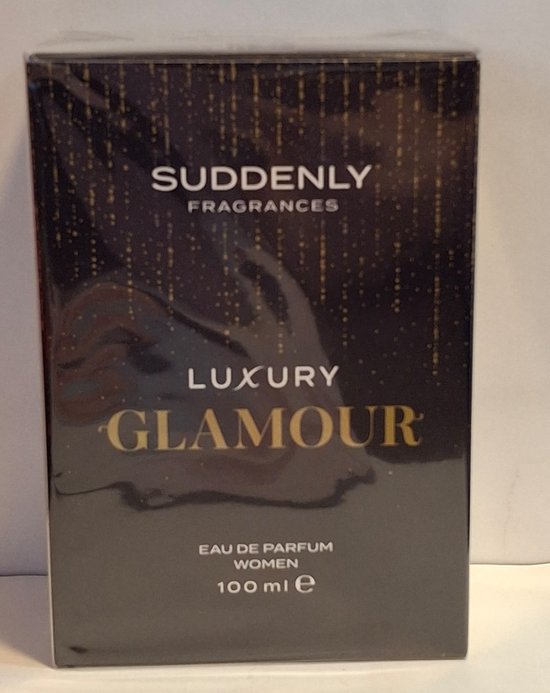 SUDDENLY
FRAGRANCES
LUXURY
GLAMOUR
EAU DE PARFUM
WOMEN
100 ml ℮